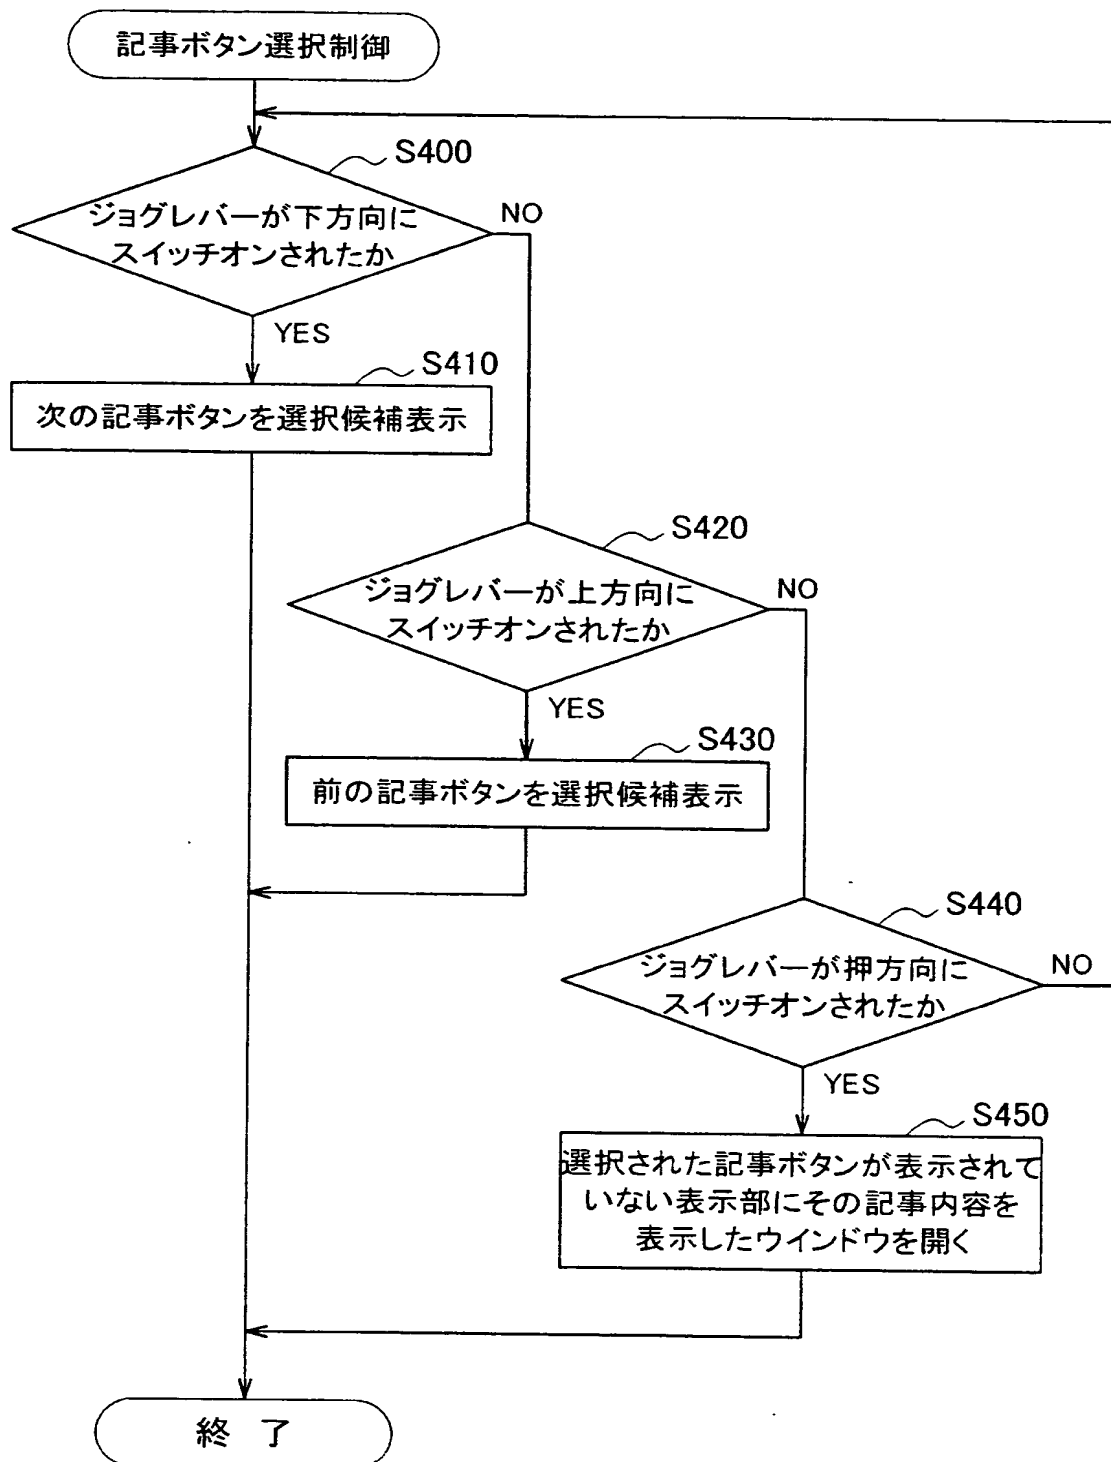 記事ボタン選択制御
S400
ジョグレバーが下方向に
スイッチオンされたか
NO
YES
S410
次の記事ボタンを選択候補表示
S420
ジョグレバーが上方向に
スイッチオンされたか
NO
YES
S430
前の記事ボタンを選択候補表示
S440
ジョグレバーが押方向に
スイッチオンされたか
NO
YES
S450
選択された記事ボタンが表示されて
いない表示部にその記事内容を
表示したウインドウを開く
終 了